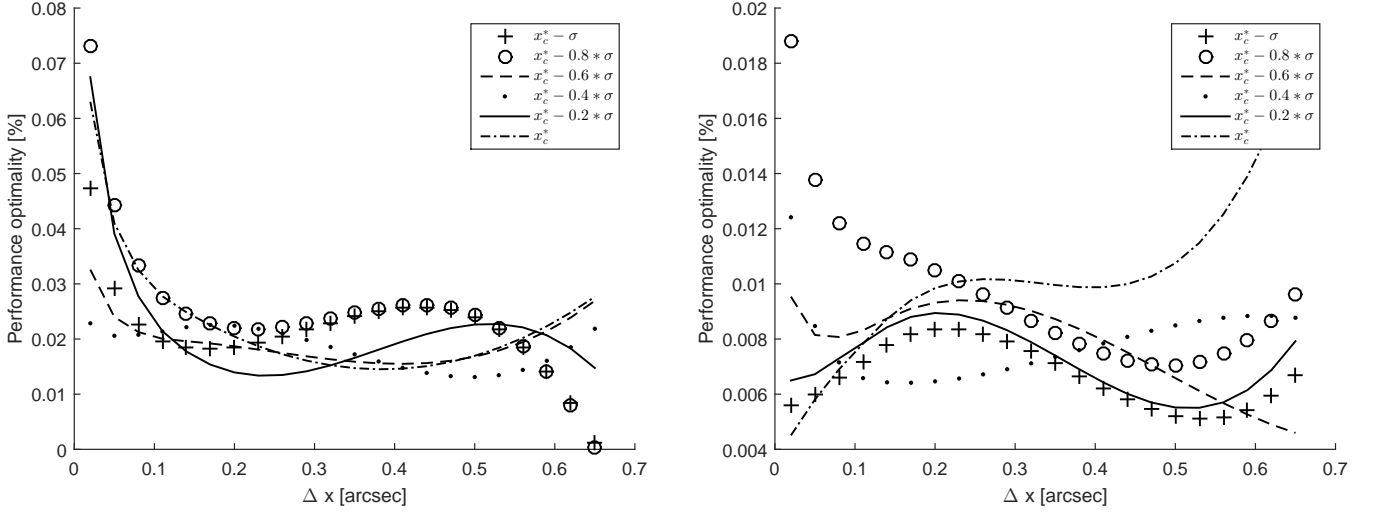 0.08
0.07
0.06
0.05
0.04
0.03
0.02
0.01
0
Performance optimality [%]
0 0.1 0.2 0.3 0.4 0.5 0.6 0.7
Δ x [arcsec]
x*c − σ
x*c − 0.8 ∗ σ
x*c − 0.6 ∗ σ
x*c − 0.4 ∗ σ
x*c − 0.2 ∗ σ
x*c
0.02
0.018
0.016
0.014
0.012
0.01
0.008
0.006
0.004
Performance optimality [%]
0 0.1 0.2 0.3 0.4 0.5 0.6 0.7
Δ x [arcsec]
x*c − σ
x*c − 0.8 ∗ σ
x*c − 0.6 ∗ σ
x*c − 0.4 ∗ σ
x*c − 0.2 ∗ σ
x*c